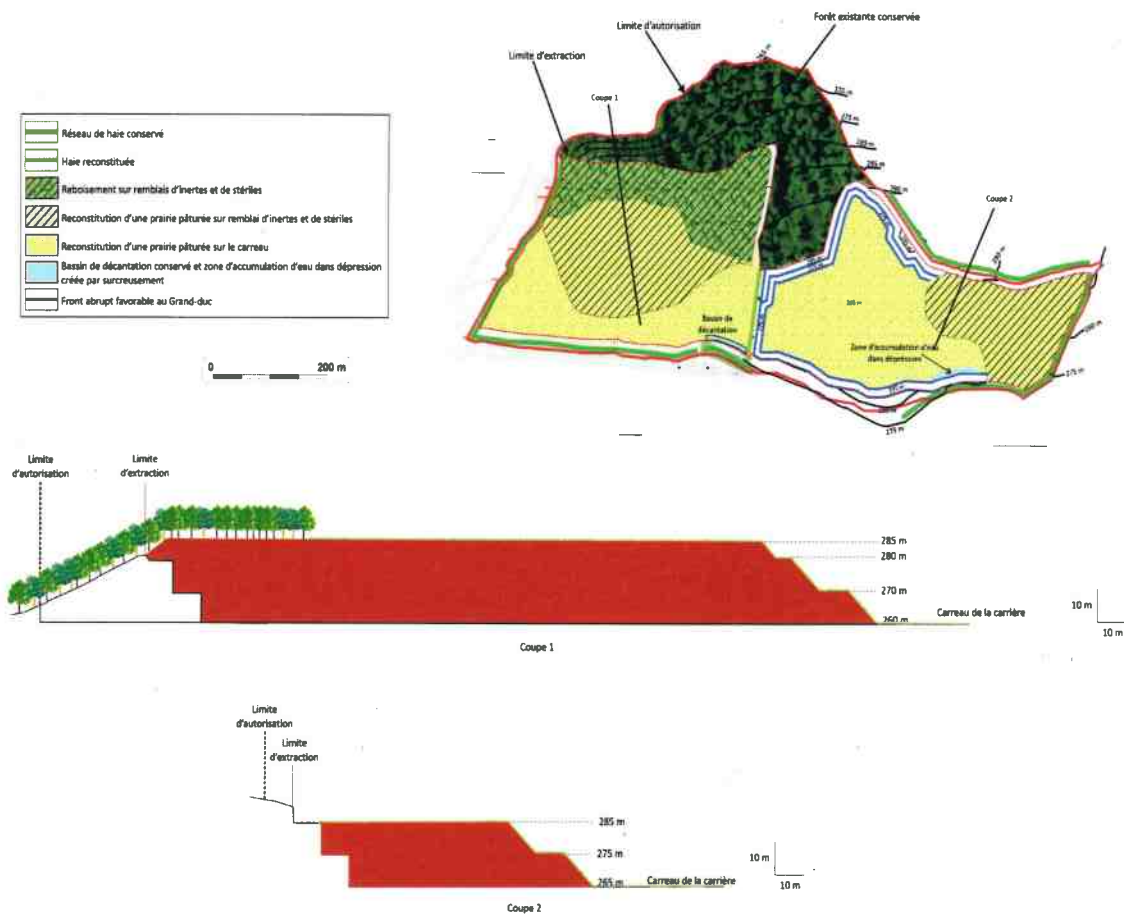 Forêt existante conservée
Limite d'autorisation
Limite d'extraction
Coupe 1
Coupe 2
Réseau de haie conservé
Haie reconstituée
Reboisement sur remblais d'inertes et de stériles
Reconstitution d'une prairie pâturée sur remblai d'inertes et de stériles
Reconstitution d'une prairie pâturée sur le carreau
Bassin de décantation conservé et zone d'accumulation d'eau dans dépression
créée par surcreusement
Front abrupt favorable au Grand-duc
0 200 m
Bassin de
décantation
Zone d'accumulation d'eau
dans dépression
275 m
175 m
Limite
d'autorisation
Limite
d'extraction
285 m
280 m
270 m
260 m
Carreau de la carrière
10 m
10 m
Coupe 1
Limite
d'autorisation
Limite
d'extraction
285 m
275 m
265 m
Carreau de la carrière
10 m
10 m
Coupe 2